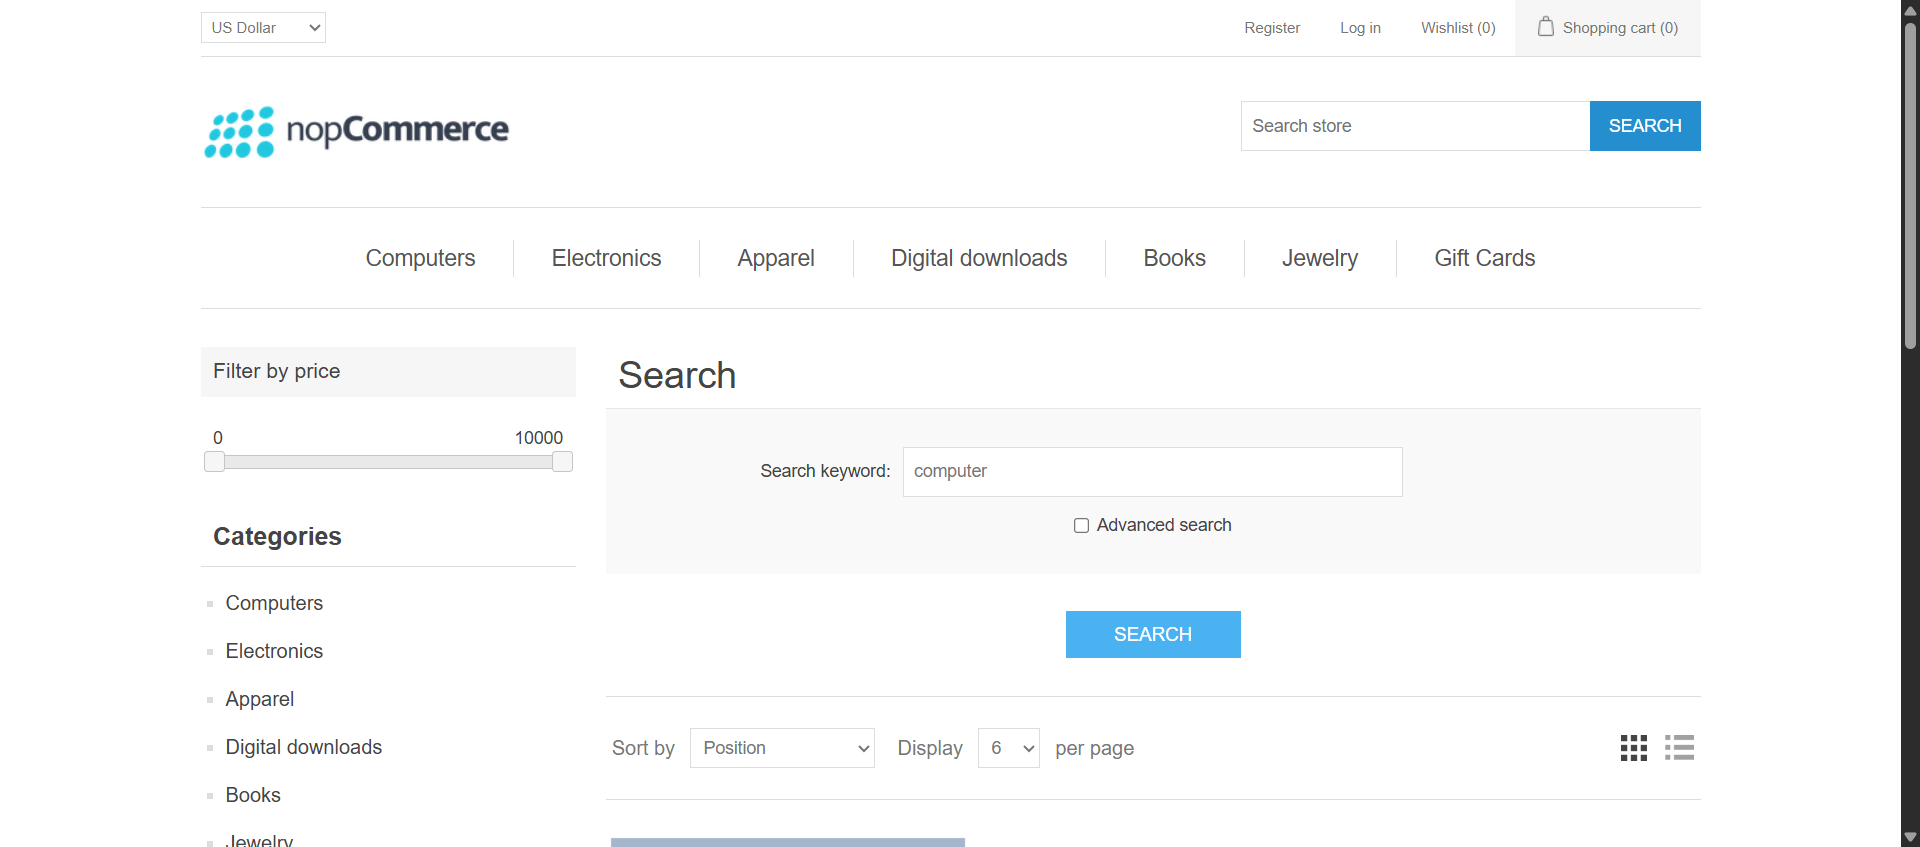 US Dollar
Register
Log in
Wishlist (0)
Shopping cart (0)
nopCommerce
Search store
SEARCH
Computers
Electronics
Apparel
Digital downloads
Books
Jewelry
Gift Cards
Filter by price
0
10000
Categories
Computers
Electronics
Apparel
Digital downloads
Books
Jewelry
Search
Search keyword:
computer
Advanced search
SEARCH
Sort by
Position
Display
6
per page